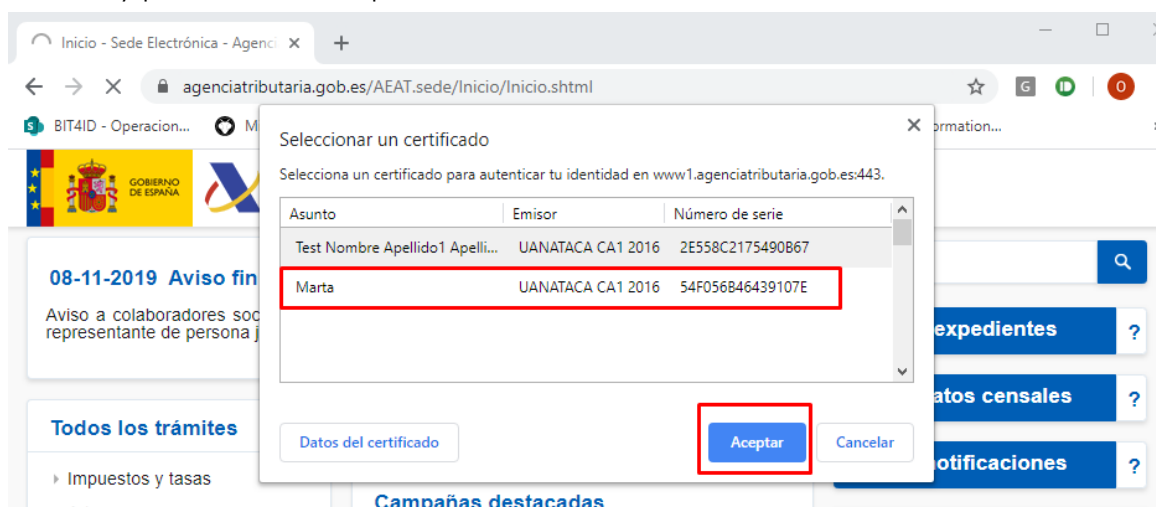 Inicio - Sede Electrónica - Agenci
agenciatributaria.gob.es/AEAT.sede/Inicio/Inicio.shtml
G
O
BIT4ID - Operacion...
M
ormation...
GOBIERNO
DE ESPAÑA
Seleccionar un certificado
Selecciona un certificado para autenticar tu identidad en www1.agenciatributaria.gob.es:443.
Asunto Emisor Número de serie
Test Nombre Apellido1 Apelli... UANATACA CA1 2016 2E558C2175490B67
Marta UANATACA CA1 2016 54F056B46439107E
Datos del certificado Aceptar Cancelar
08-11-2019 Aviso fin
Aviso a colaboradores soc
representante de persona j
Todos los trámites
Impuestos y tasas
Campañas destacadas
expedientes ?
atos censales ?
otificaciones ?